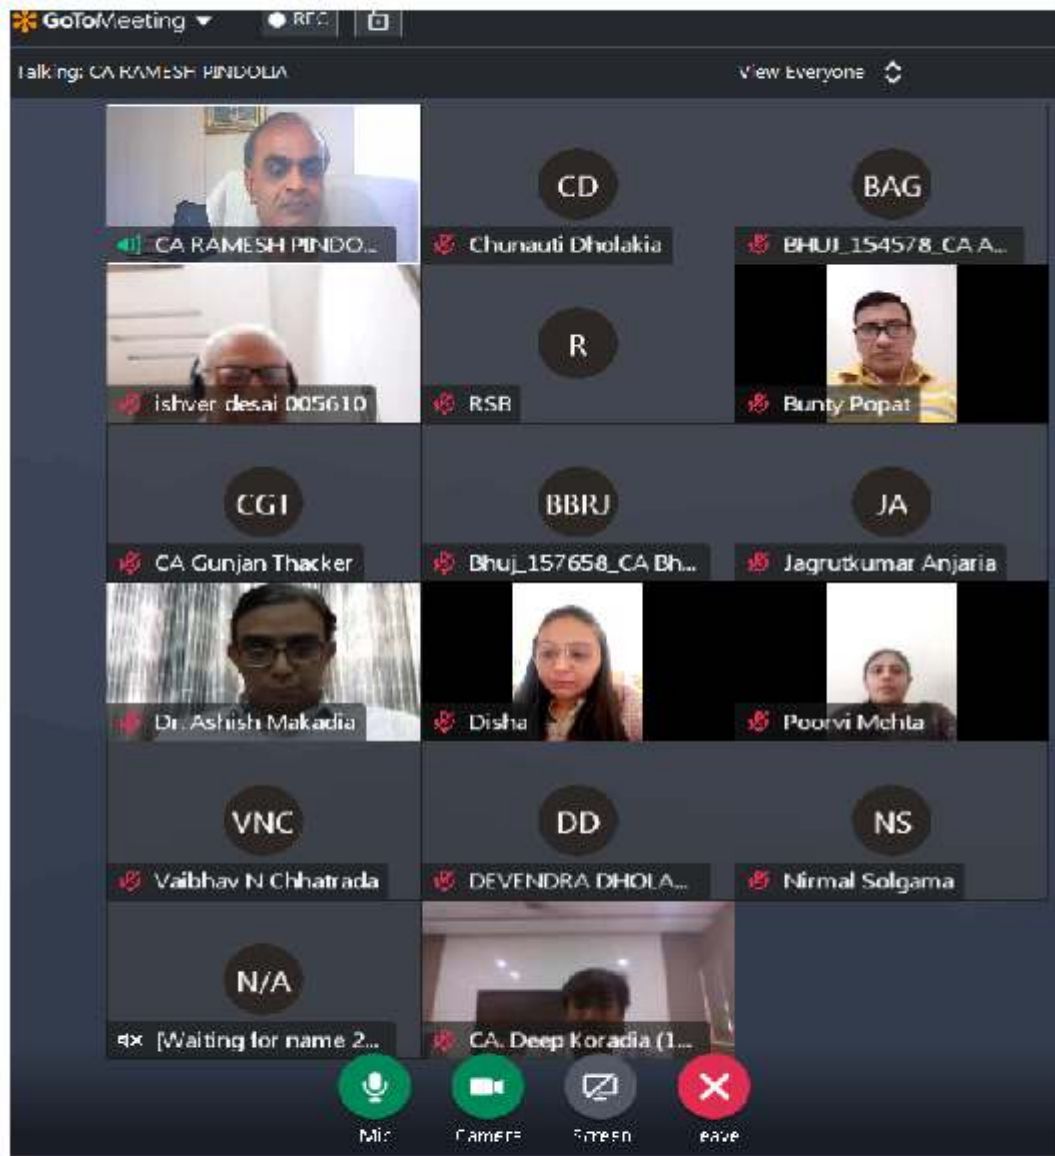 GoToMeeting
REC
Talking: CA RAMESH PINDOLIA
View Everyone
CA RAMESH PINDO...
CD
Chunauti Dholakia
BAG
BHUJ_154578_CA A...
ishver desai 005610
R
RSB
Bunty Popat
CGT
CA Gunjan Thacker
BBRJ
Bhuj_157658_CA Bh...
JA
Jagrutkumar Anjaria
Dr. Ashish Makadia
Disha
Poorvi Mehta
VNC
Vaibhav N Chhatrada
DD
DEVENDRA DHOLA...
NS
Nirmal Solgama
N/A
[Waiting for name 2...
CA. Deep Koradia (1...
Mic
Camera
Screen
Leave